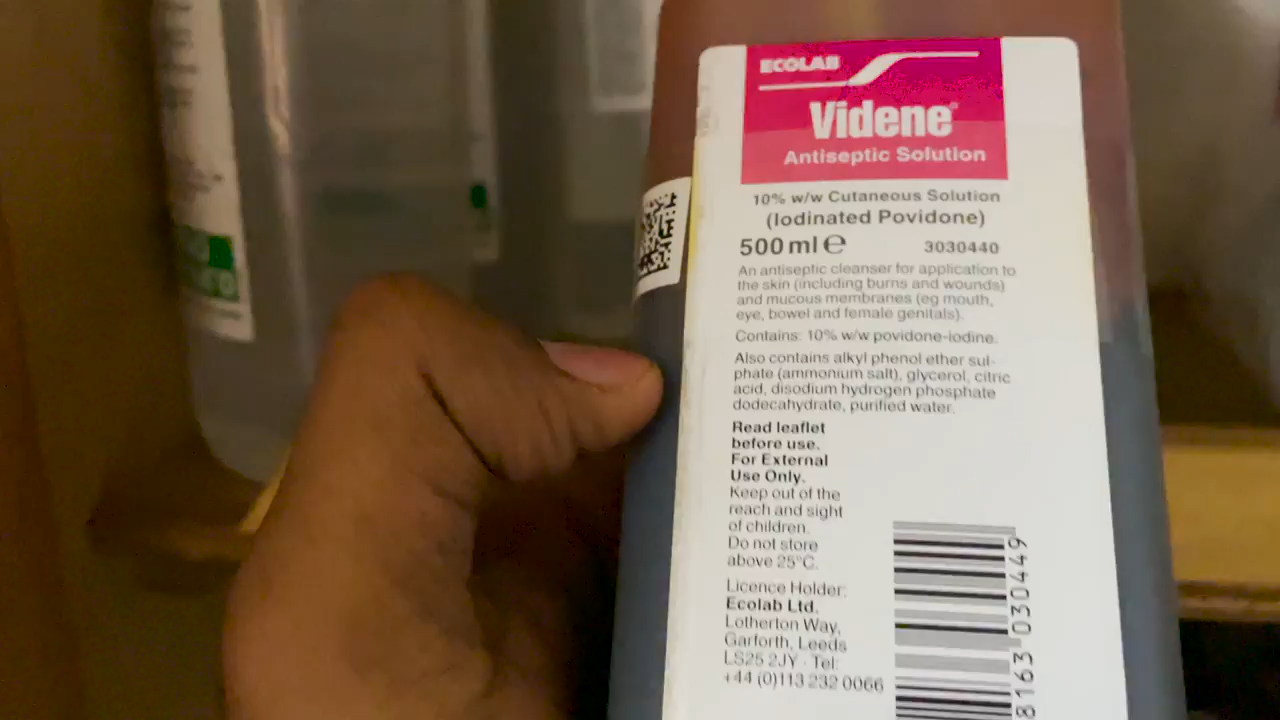 ECOLAB
Videne®
Antiseptic Solution
10% w/w Cutaneous Solution
(Iodinated Povidone)
500 ml e 3030440
An antiseptic cleanser for application to
the skin (including burns and wounds)
and mucous membranes (eg mouth,
eye, bowel and female genitals).
Contains: 10% w/w povidone-iodine.
Also contains alkyl phenol ether sul-
phate (ammonium salt), glycerol, citric
acid, disodium hydrogen phosphate
dodecahydrate, purified water.
Read leaflet
before use.
For External
Use Only.
Keep out of the
reach and sight
of children.
Do not store
above 25°C.
Licence Holder:
Ecolab Ltd,
Lotherton Way,
Garforth, Leeds
LS25 2JY · Tel:
+44 (0)113 232 0066
8163 030449